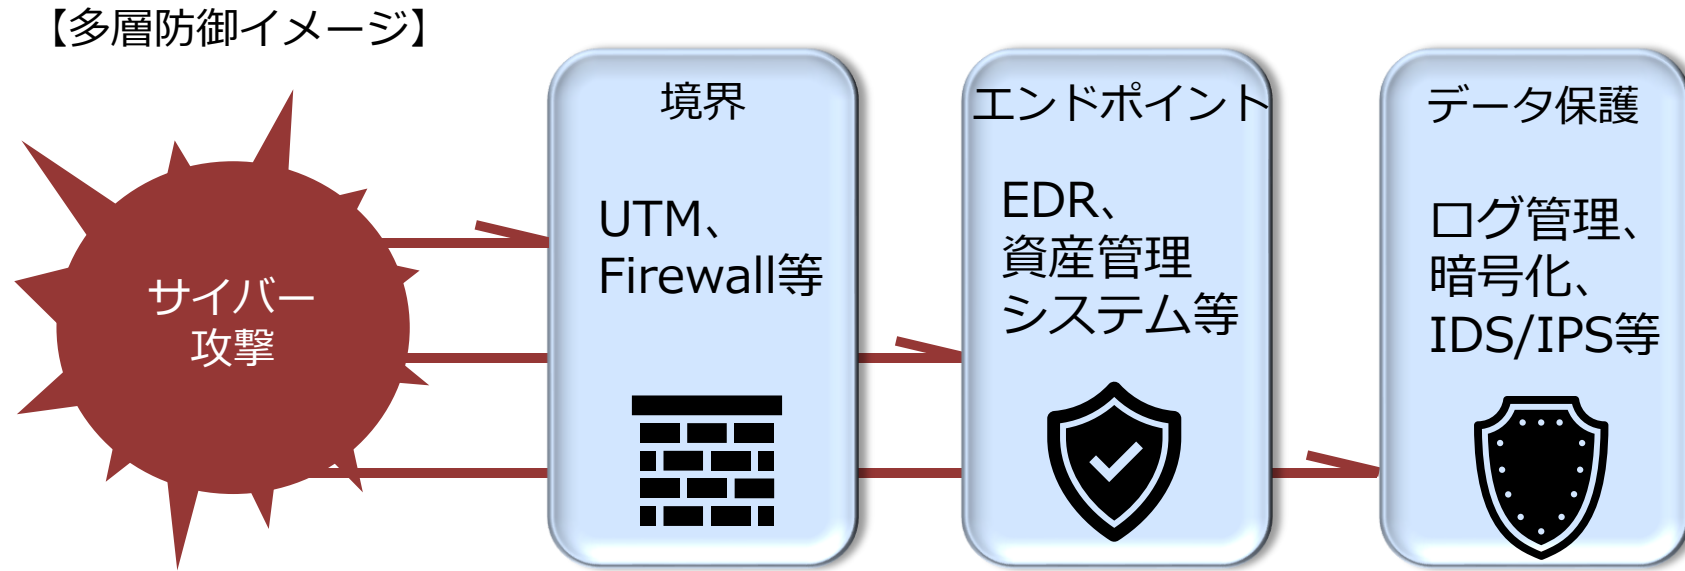 【多層防御イメージ】
サイバー
攻撃
境界
UTM、
Firewall等
エンドポイント
EDR、
資産管理
システム等
データ保護
ログ管理、
暗号化、
IDS/IPS等